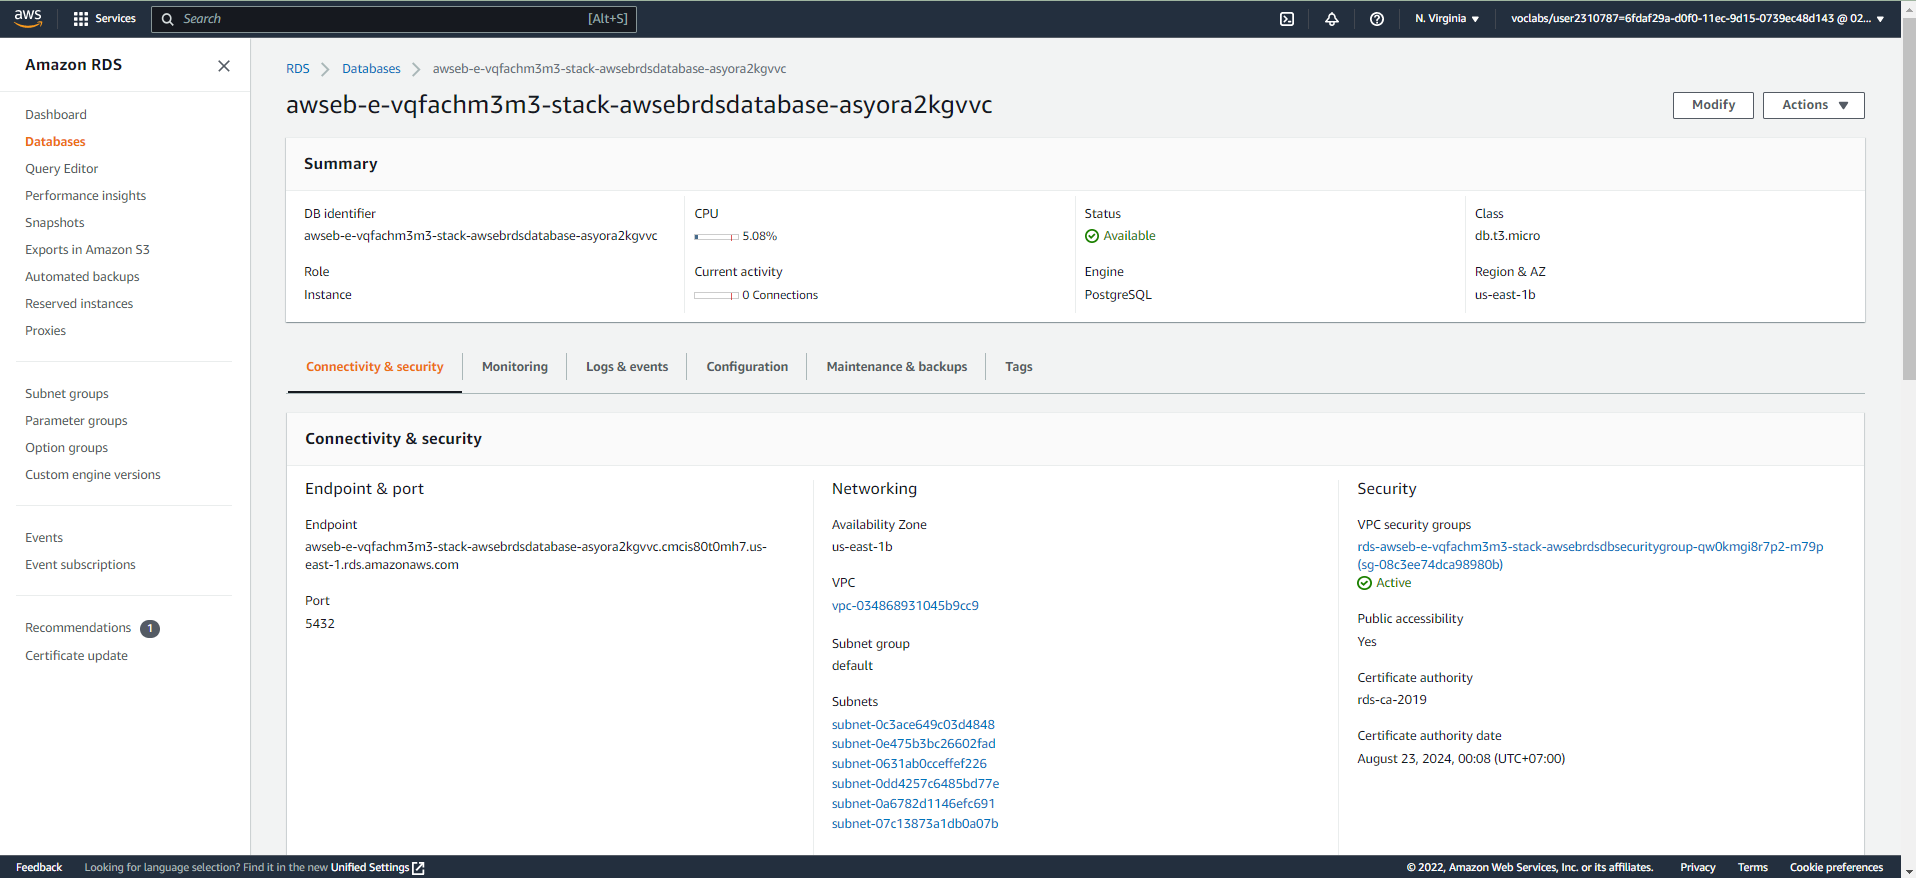 aws
Services
Search
[Alt+S]
N. Virginia ▼
voclabs/user2310787=6fdaf29a-d0f0-11ec-9d15-0739ec48d143 @ 02... ▼
Amazon RDS
Dashboard
Databases
Query Editor
Performance insights
Snapshots
Exports in Amazon S3
Automated backups
Reserved instances
Proxies
Subnet groups
Parameter groups
Option groups
Custom engine versions
Events
Event subscriptions
Recommendations 1
Certificate update
RDS > Databases > awseb-e-vqfachm3m3-stack-awsebrdsdatabase-asyora2kgvvc
awseb-e-vqfachm3m3-stack-awsebrdsdatabase-asyora2kgvvc
Modify
Actions ▼
Summary
DB identifier
awseb-e-vqfachm3m3-stack-awsebrdsdatabase-asyora2kgvvc
CPU
5.08%
Status
Available
Class
db.t3.micro
Role
Instance
Current activity
0 Connections
Engine
PostgreSQL
Region & AZ
us-east-1b
Connectivity & security
Monitoring
Logs & events
Configuration
Maintenance & backups
Tags
Connectivity & security
Endpoint & port
Endpoint
awseb-e-vqfachm3m3-stack-awsebrdsdatabase-asyora2kgvvc.cmcis80t0mh7.us-
east-1.rds.amazonaws.com
Port
5432
Networking
Availability Zone
us-east-1b
VPC
vpc-034868931045b9cc9
Subnet group
default
Subnets
subnet-0c3ace649c03d4848
subnet-0e475b3bc26602fad
subnet-0631ab0cceffef226
subnet-0dd4257c6485bd77e
subnet-0a6782d1146efc691
subnet-07c13873a1db0a07b
Security
VPC security groups
rds-awseb-e-vqfachm3m3-stack-awsebrdsdbsecuritygroup-qw0kmgi8r7p2-m79p
(sg-08c3ee74dca98980b)
Active
Public accessibility
Yes
Certificate authority
rds-ca-2019
Certificate authority date
August 23, 2024, 00:08 (UTC+07:00)
Feedback
Looking for language selection? Find it in the new Unified Settings
© 2022, Amazon Web Services, Inc. or its affiliates.
Privacy
Terms
Cookie preferences